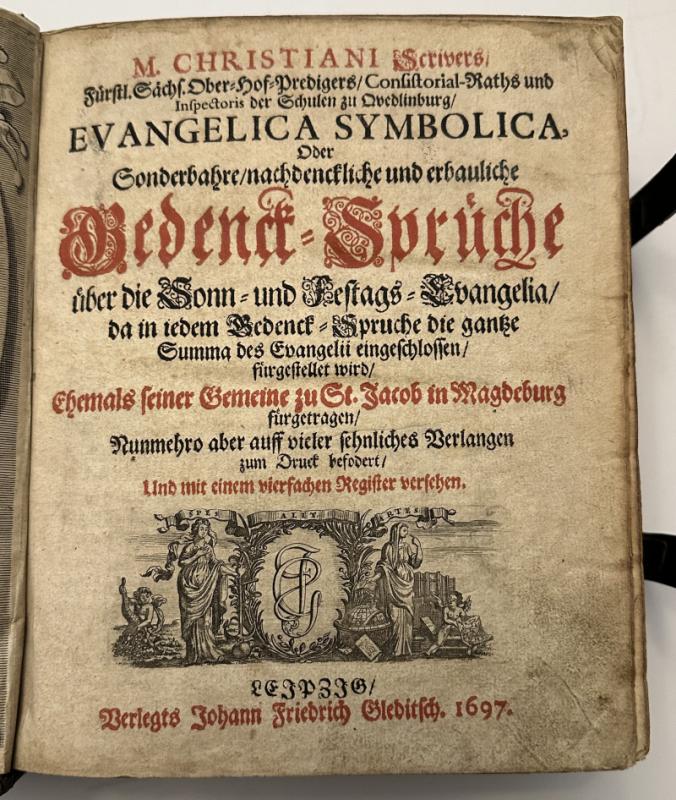 M. CHRISTIANI Scrivers/
Fürstl. Sächs. Ober-Hof-Predigers/ Consistorial-Raths und
Inspectoris der Schulen zu Qvedlinburg/
EVANGELICA SYMBOLICA,
Oder
Sonderbahre/ nachdenckliche und erbauliche
Gedenck-Sprüche
über die Sonn- und Festags-Evangelia/
da in iedem Gedenck-Spruche die gantze
Summa des Evangelii eingeschlossen/
fürgestellet wird/
Ehemals seiner Gemeine zu St. Jacob in Magdeburg
fürgetragen/
Nunmehro aber auff vieler sehnliches Verlangen
zum Druck befodert/
Und mit einem vierfachen Register versehen.
SPES ALIT ARTES
LEIPZIG/
Verlegts Johann Friedrich Gleditsch. 1697.